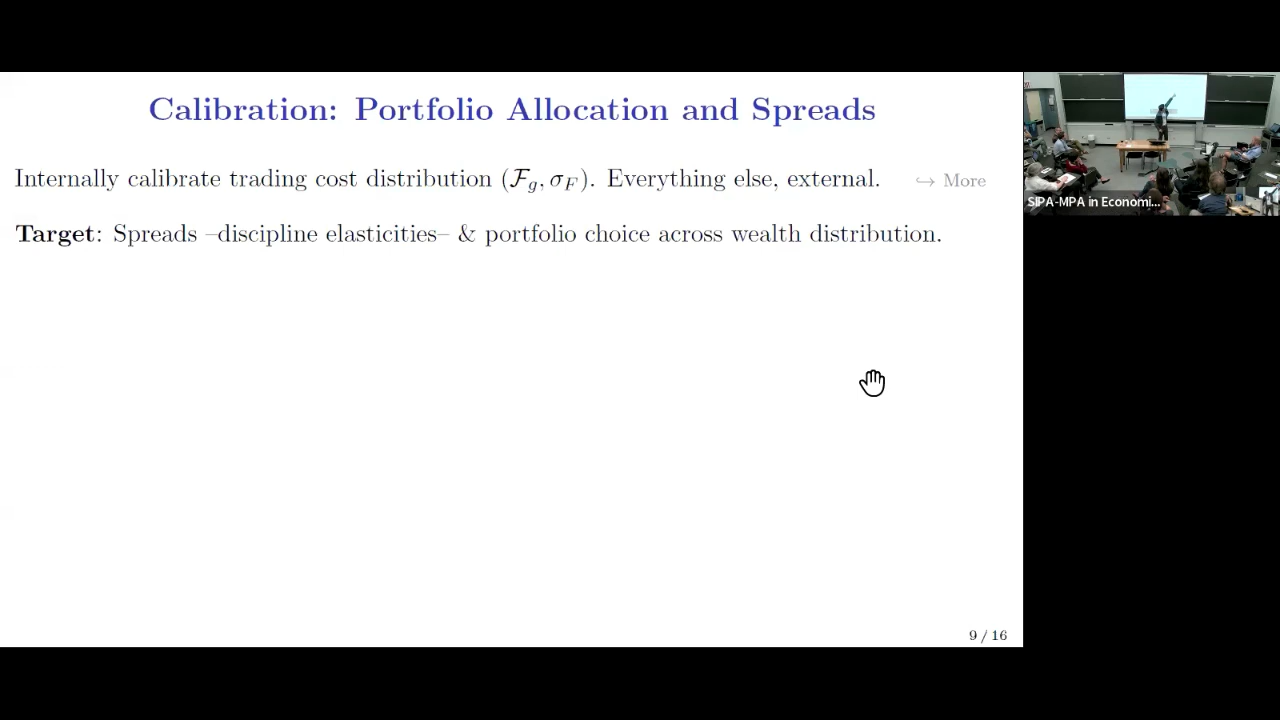 Calibration: Portfolio Allocation and Spreads
Internally calibrate trading cost distribution (ℱ_g, σ_F). Everything else, external. ↪ More
Target: Spreads –discipline elasticities– & portfolio choice across wealth distribution.
9 / 16
SIPA-MPA in Economi...